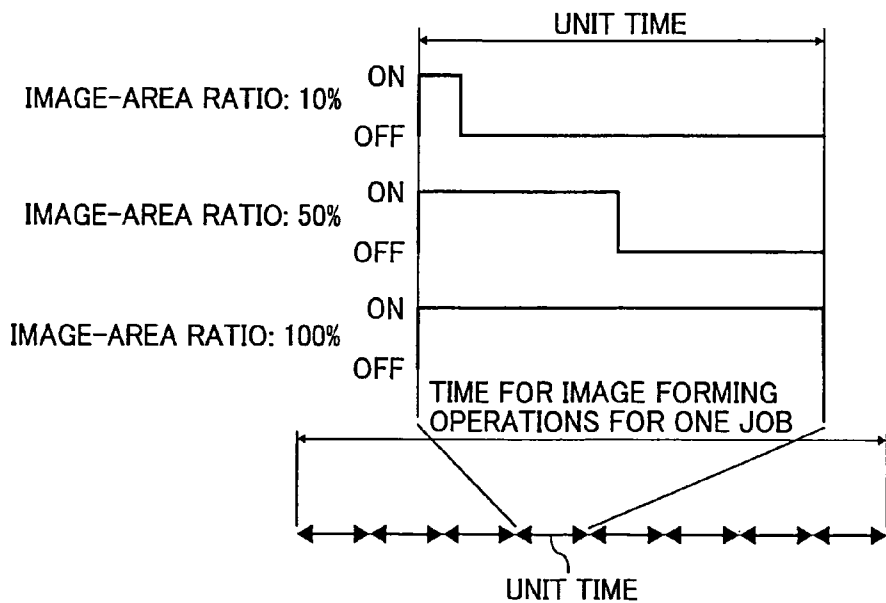 UNIT TIME
ON
IMAGE-AREA RATIO: 10%
OFF
ON
IMAGE-AREA RATIO: 50%
OFF
ON
IMAGE-AREA RATIO: 100%
OFF
TIME FOR IMAGE FORMING
OPERATIONS FOR ONE JOB
UNIT TIME